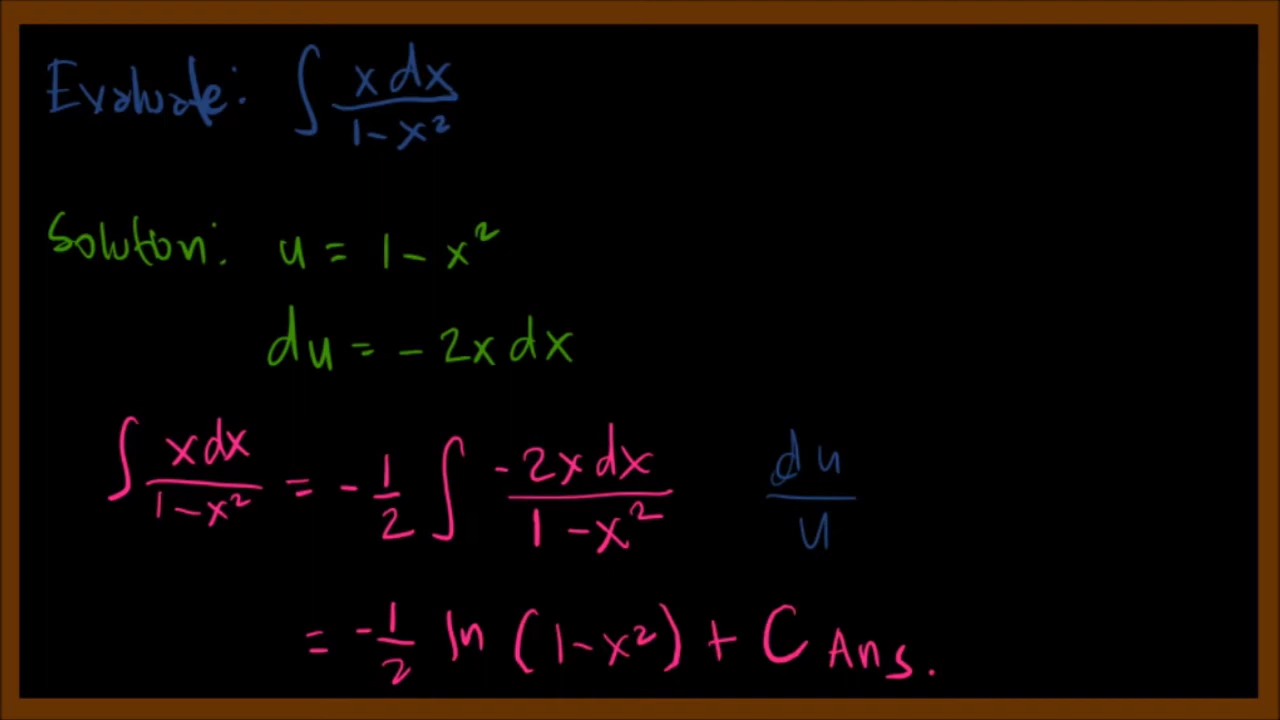 Evaluate: ∫ x dx / 1 - x²
Soluton: u = 1 - x²
du = - 2x dx
∫ x dx / 1 - x² = - 1/2 ∫ -2x dx / 1 - x² du / u
= - 1/2 ln (1 - x²) + C Ans.